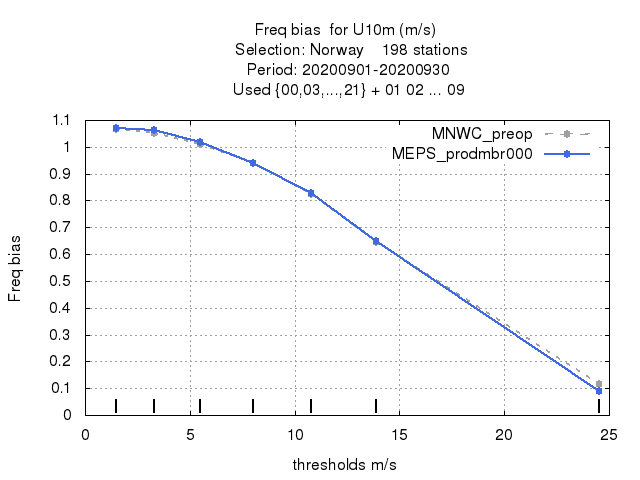 Freq bias  for U10m (m/s)
Selection: Norway    198 stations
Period: 20200901-20200930
Used {00,03,...,21} + 01 02 ... 09
MNWC_preop
MEPS_prodmbr000
Freq bias
1.1
1
0.9
0.8
0.7
0.6
0.5
0.4
0.3
0.2
0.1
0
0 5 10 15 20 25
thresholds m/s